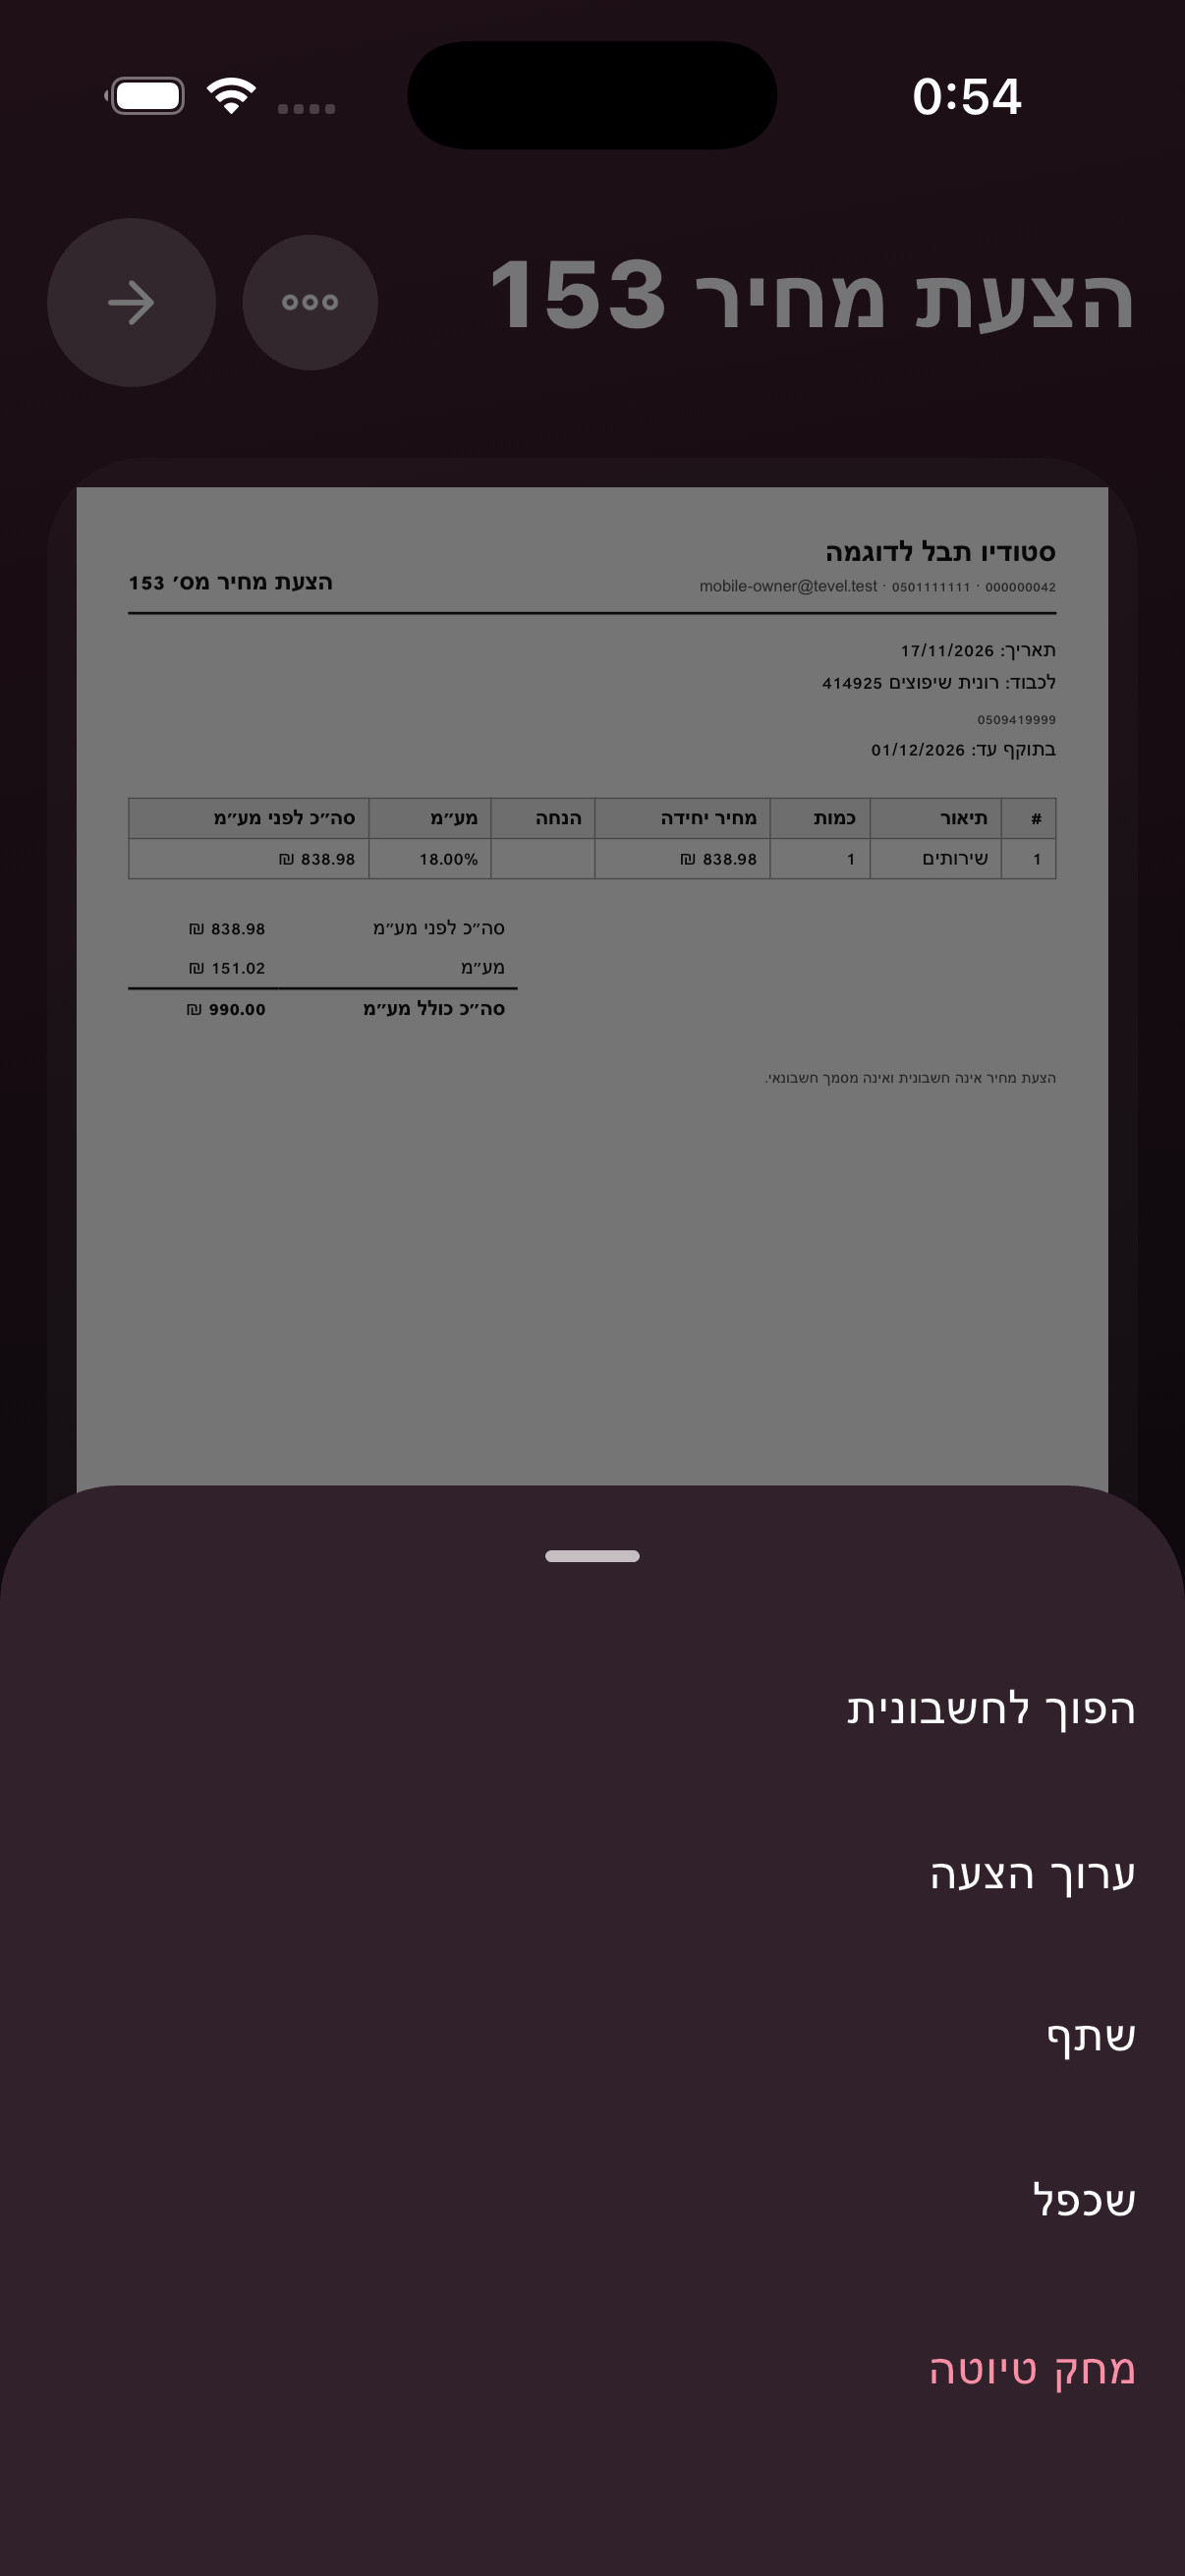 0:54
הצעת מחיר 153
סטודיו תבל לדוגמה
000000042 · 0501111111 · mobile-owner@tevel.test
הצעת מחיר מס׳ 153
תאריך: 17/11/2026
לכבוד: רונית שיפוצים 414925
0509419999
בתוקף עד: 01/12/2026
# תיאור כמות מחיר יחידה הנחה מע״מ סה״כ לפני מע״מ
1 שירותים 1 838.98 ₪ 18.00% 838.98 ₪
סה״כ לפני מע״מ 838.98 ₪
מע״מ 151.02 ₪
סה״כ כולל מע״מ 990.00 ₪
הצעת מחיר אינה חשבונית ואינה מסמך חשבונאי.
הפוך לחשבונית
ערוך הצעה
שתף
שכפל
מחק טיוטה